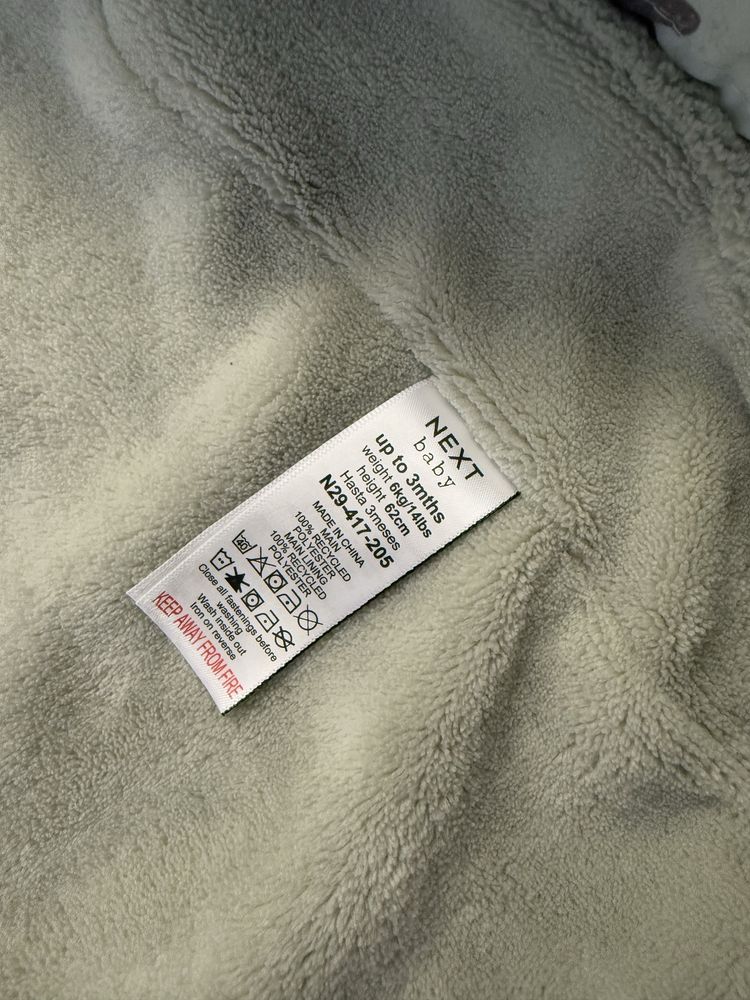 NEXT
baby
up to 3mths
weight 6kg/14lbs
height 62cm
Hasta 3meses
N29-417-205
MADE IN CHINA
100% RECYCLED
MAIN
POLYESTER
100% RECYCLED
MAIN LINING
POLYESTER
40
Close all fastenings before
washing
Wash inside out
Iron on reverse
KEEP AWAY FROM FIRE